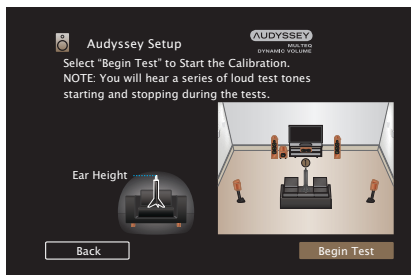 Audyssey Setup
AUDYSSEY
MULTEQ
DYNAMIC VOLUME
Select “Begin Test” to Start the Calibration.
NOTE: You will hear a series of loud test tones
starting and stopping during the tests.
Ear Height
Back
Begin Test